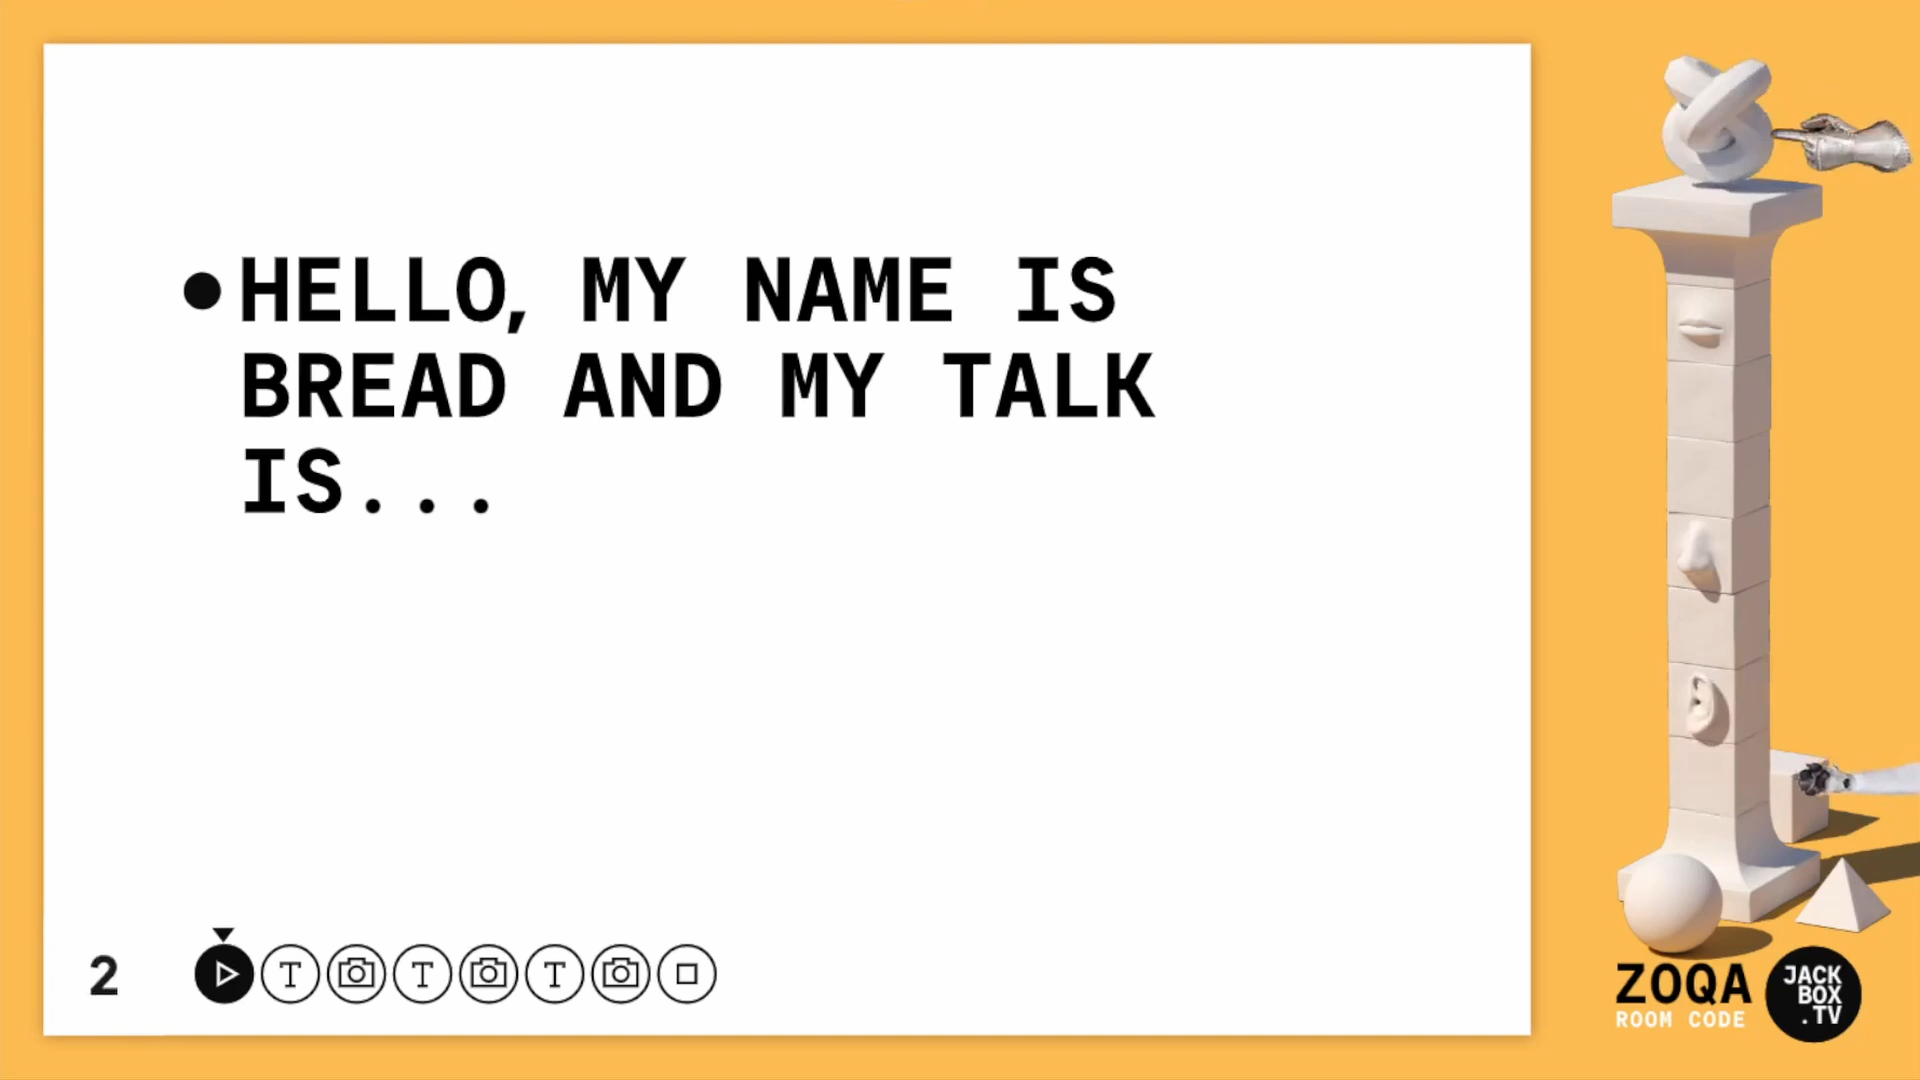 ●HELLO, MY NAME IS
BREAD AND MY TALK
IS...
2
T T T
ZOQA
ROOM CODE
JACK
BOX
.TV